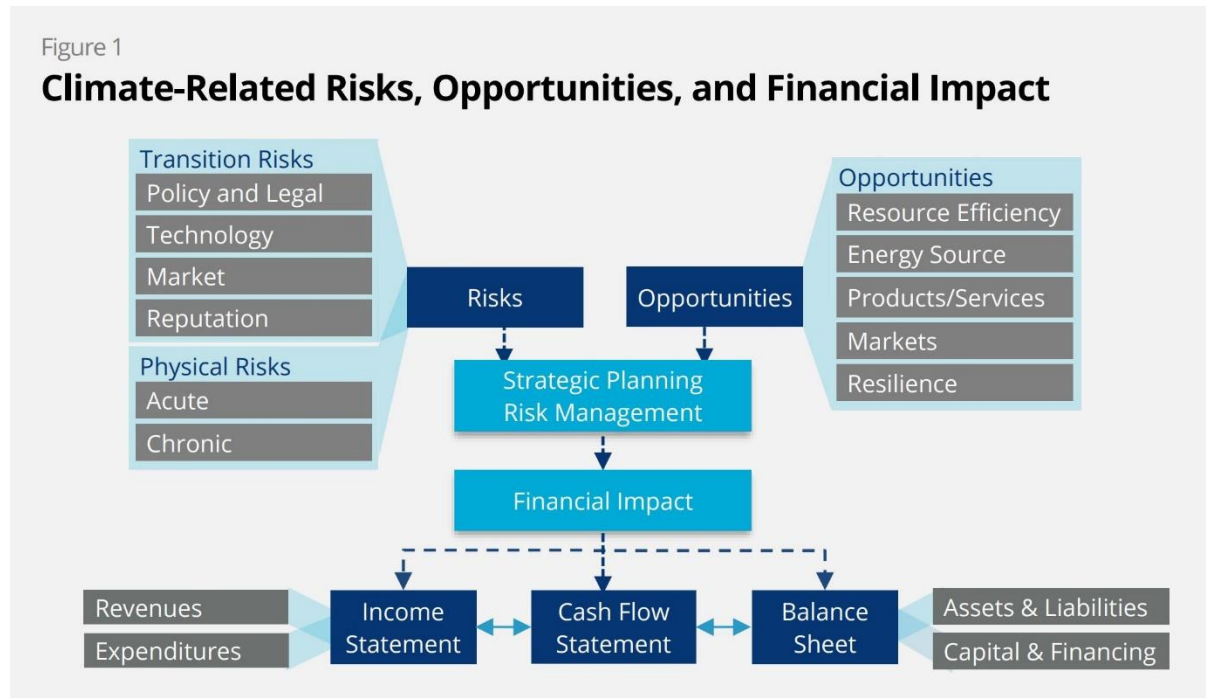 Figure 1
Climate-Related Risks, Opportunities, and Financial Impact
Transition Risks
Policy and Legal
Technology
Market
Reputation
Physical Risks
Acute
Chronic
Risks
Opportunities
Opportunities
Resource Efficiency
Energy Source
Products/Services
Markets
Resilience
Strategic Planning
Risk Management
Financial Impact
Revenues
Expenditures
Income
Statement
Cash Flow
Statement
Balance
Sheet
Assets & Liabilities
Capital & Financing